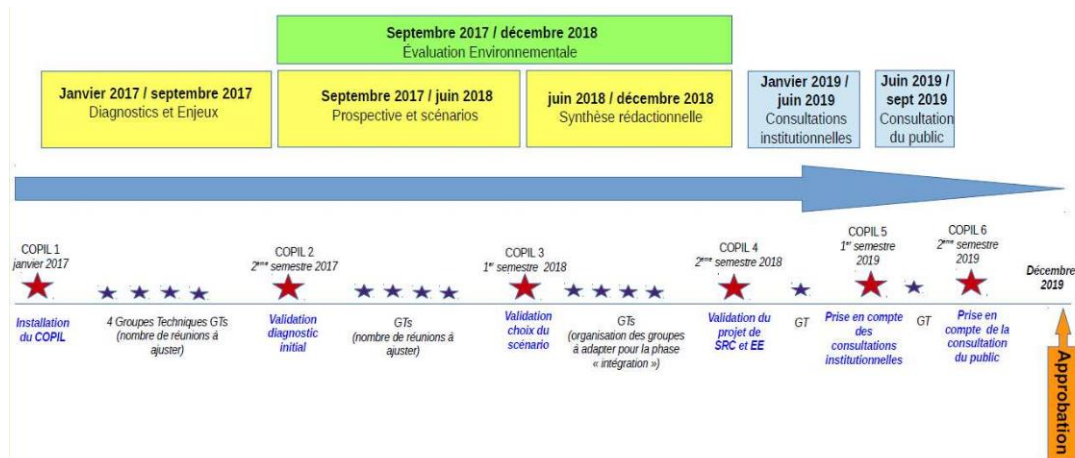 Septembre 2017 / décembre 2018
Évaluation Environnementale
Janvier 2017 / septembre 2017
Diagnostics et Enjeux
Septembre 2017 / juin 2018
Prospective et scénarios
juin 2018 / décembre 2018
Synthèse rédactionnelle
Janvier 2019 /
juin 2019
Consultations
institutionnelles
Juin 2019 /
sept 2019
Consultation
du public
COPIL 1
janvier 2017
COPIL 2
2ème semestre 2017
COPIL 3
1er semestre 2018
COPIL 4
2ème semestre 2018
COPIL 5
1er semestre
2019
COPIL 6
2ème semestre
2019
Décembre
2019
Installation
du COPIL
4 Groupes Techniques GTs
(nombre de réunions à
ajuster)
Validation
diagnostic
initial
GTs
(nombre de réunions à
ajuster)
Validation
choix du
scénario
GTs
(organisation des groupes
à adapter pour la phase
« intégration »)
Validation du
projet de
SRC et EE
GT
Prise en compte
des
consultations
institutionnelles
GT
Prise en
compte de la
consultation
du public
Approbation